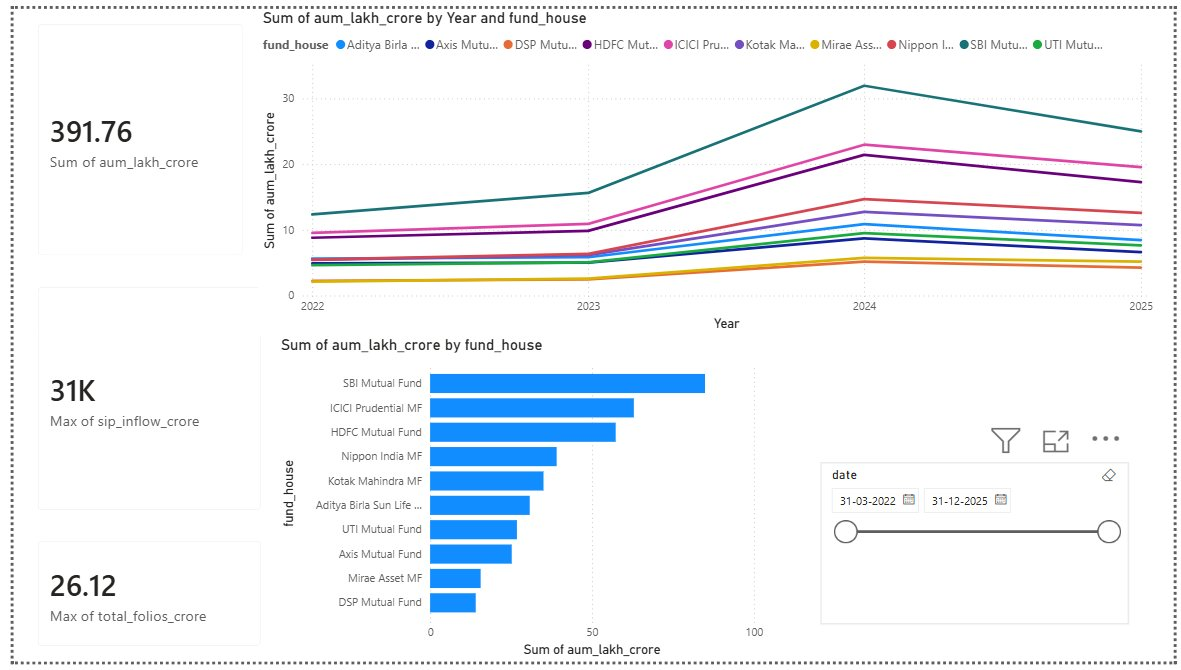 Sum of aum_lakh_crore by Year and fund_house
fund_house Aditya Birla ... Axis Mutu... DSP Mutu... HDFC Mut... ICICI Pru... Kotak Ma... Mirae Ass... Nippon I... SBI Mutu... UTI Mutu...
391.76
Sum of aum_lakh_crore
Sum of aum_lakh_crore
30
20
10
0
2022 2023 2024 2025
Year
31K
Max of sip_inflow_crore
26.12
Max of total_folios_crore
Sum of aum_lakh_crore by fund_house
fund_house
SBI Mutual Fund
ICICI Prudential MF
HDFC Mutual Fund
Nippon India MF
Kotak Mahindra MF
Aditya Birla Sun Life ...
UTI Mutual Fund
Axis Mutual Fund
Mirae Asset MF
DSP Mutual Fund
0 50 100
Sum of aum_lakh_crore
date
31-03-2022 31-12-2025